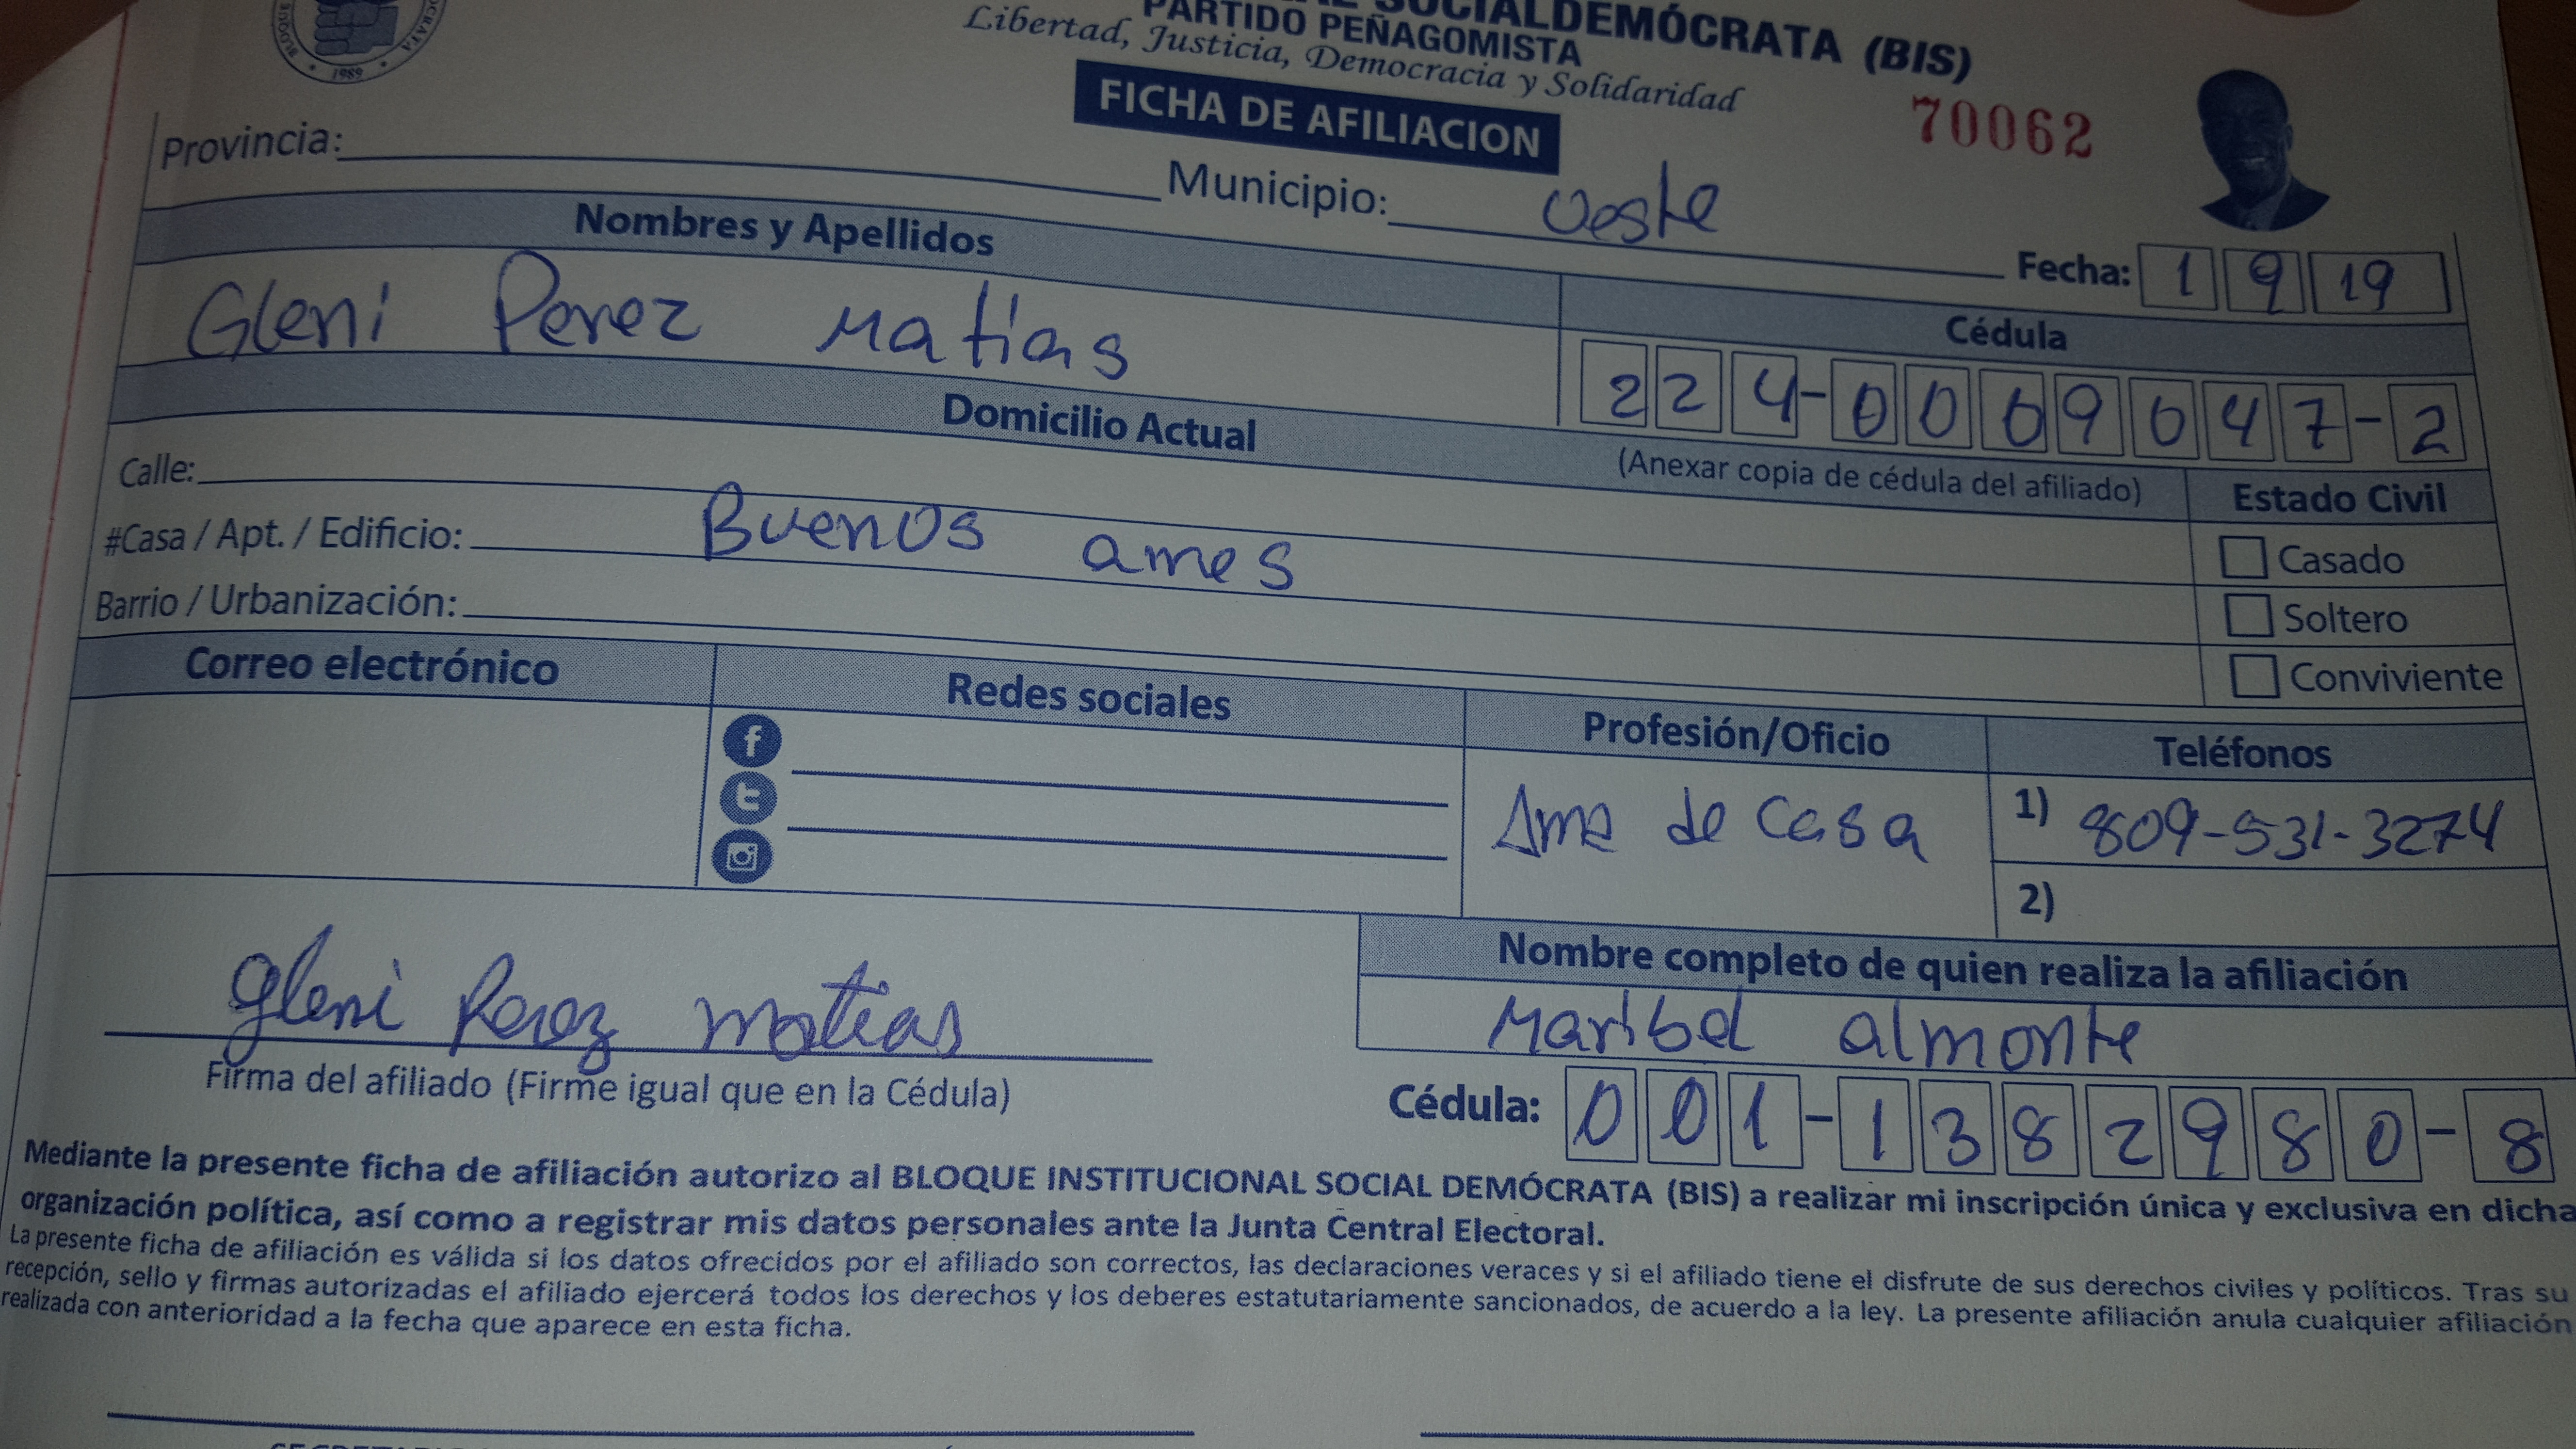 SOCIALDEMÓCRATA (BIS)
PARTIDO PEÑAGOMISTA
Libertad, Justicia, Democracia y Solidaridad
FICHA DE AFILIACION
70062
1989
Provincia:
Municipio: Oeste
Fecha: 1 9 19
Nombres y Apellidos
Cédula
Gleni Perez Matias
224-0069047-2
Domicilio Actual
(Anexar copia de cédula del afiliado)
Estado Civil
Calle:
#Casa / Apt. / Edificio: Buenos
Barrio / Urbanización:
Casado
Soltero
Conviviente
Correo electrónico
Redes sociales
Profesión/Oficio
Teléfonos
Ama de Casa
1) 809-531-3274
2)
Gleni Perez matias
Firma del afiliado (Firme igual que en la Cédula)
Nombre completo de quien realiza la afiliación
Maribel almonte
Cédula: 001-1382980-8
Mediante la presente ficha de afiliación autorizo al BLOQUE INSTITUCIONAL SOCIAL DEMÓCRATA (BIS) a realizar mi inscripción única y exclusiva en dicha
organización política, así como a registrar mis datos personales ante la Junta Central Electoral.
La presente ficha de afiliación es válida si los datos ofrecidos por el afiliado son correctos, las declaraciones veraces y si el afiliado tiene el disfrute de sus derechos civiles y políticos. Tras su
recepción, sello y firmas autorizadas el afiliado ejercerá todos los derechos y los deberes estatutariamente sancionados, de acuerdo a la ley. La presente afiliación anula cualquier afiliación
realizada con anterioridad a la fecha que aparece en esta ficha.